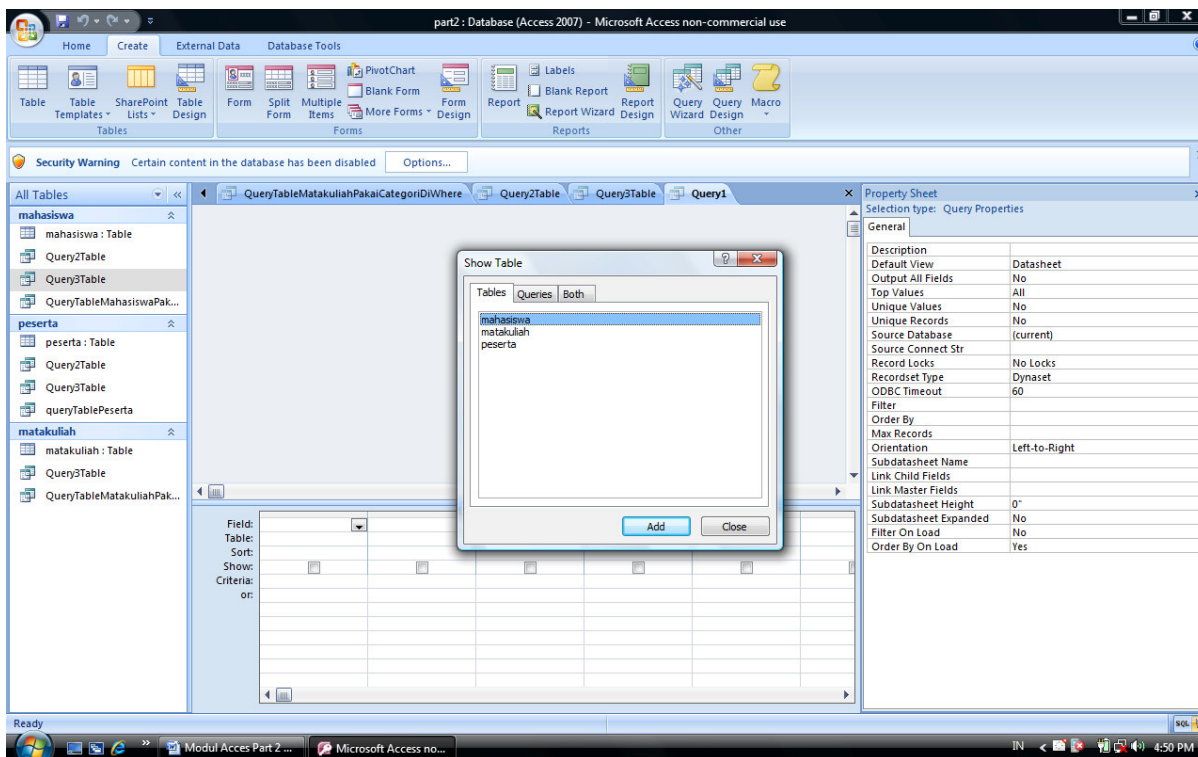 part2 : Database (Access 2007) - Microsoft Access non-commercial use
Home Create External Data Database Tools
Table
Table Templates
SharePoint Lists
Table Design
Tables
Form
Split Form
Multiple Items
PivotChart
Blank Form
More Forms
Form Design
Forms
Report
Labels
Blank Report
Report Wizard
Report Design
Reports
Query Wizard
Query Design
Macro
Other
Security Warning Certain content in the database has been disabled Options...
All Tables
mahasiswa
mahasiswa : Table
Query2Table
Query3Table
QueryTableMahasiswaPak...
peserta
peserta : Table
Query2Table
Query3Table
queryTablePeserta
matakuliah
matakuliah : Table
Query3Table
QueryTableMatakuliahPak...
QueryTableMatakuliahPakaiCategoriDiWhere Query2Table Query3Table Query1
Show Table
Tables Queries Both
mahasiswa
matakuliah
peserta
Add Close
Field:
Table:
Sort:
Show:
Criteria:
or:
Property Sheet
Selection type: Query Properties
General
Description
Default View Datasheet
Output All Fields No
Top Values All
Unique Values No
Unique Records No
Source Database (current)
Source Connect Str
Record Locks No Locks
Recordset Type Dynaset
ODBC Timeout 60
Filter
Order By
Max Records
Orientation Left-to-Right
Subdatasheet Name
Link Child Fields
Link Master Fields
Subdatasheet Height 0"
Subdatasheet Expanded No
Filter On Load No
Order By On Load Yes
Ready
SQL
Modul Acces Part 2 ... Microsoft Access no... IN 4:50 PM